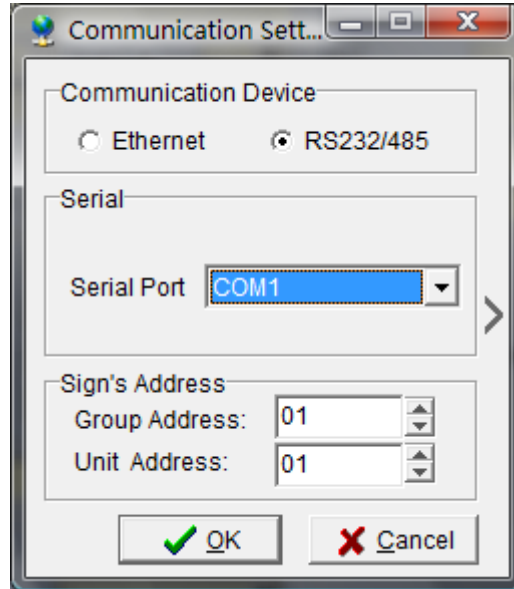 Communication Sett...
Communication Device
Ethernet RS232/485
Serial
Serial Port COM1
Sign's Address
Group Address: 01
Unit Address: 01
OK Cancel